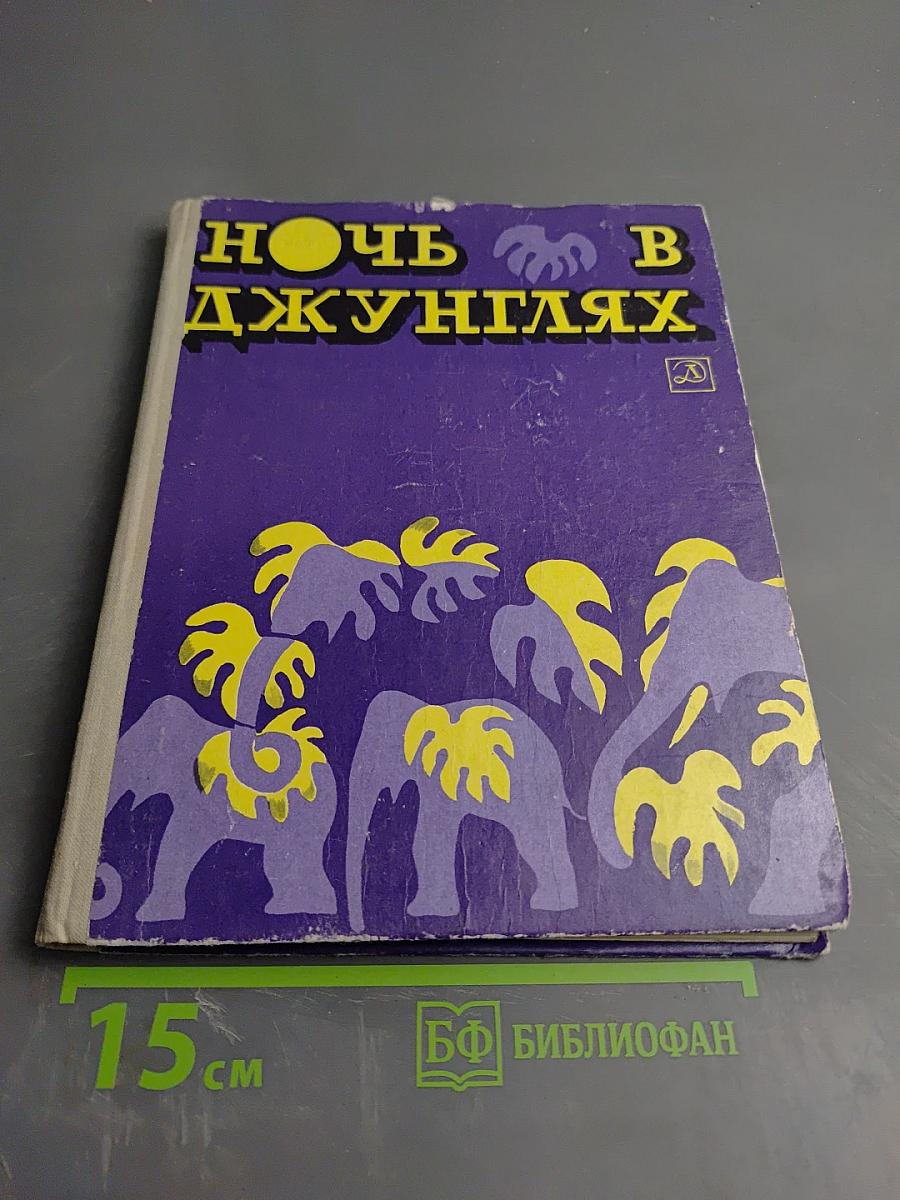 НОЧЬ В
ДЖУНГЛЯХ
Д
15 см
БФ БИБЛИОФАН